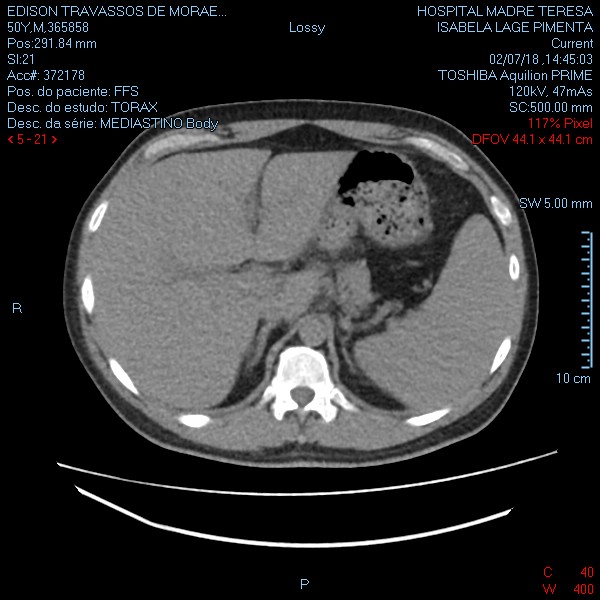 EDISON TRAVASSOS DE MORAE...
50Y,M,365858
Pos:291.84 mm
SI:21
Acc#: 372178
Pos. do paciente: FFS
Desc. do estudo: TORAX
Desc. da série: MEDIASTINO Body
< 5 - 21 >
Lossy
HOSPITAL MADRE TERESA
ISABELA LAGE PIMENTA
Current
02/07/18 ,14:45:03
TOSHIBA Aquilion PRIME
120kV, 47mAs
SC:500.00 mm
117% Pixel
DFOV 44.1 x 44.1 cm
SW 5.00 mm
R
10 cm
P
C 40
W 400